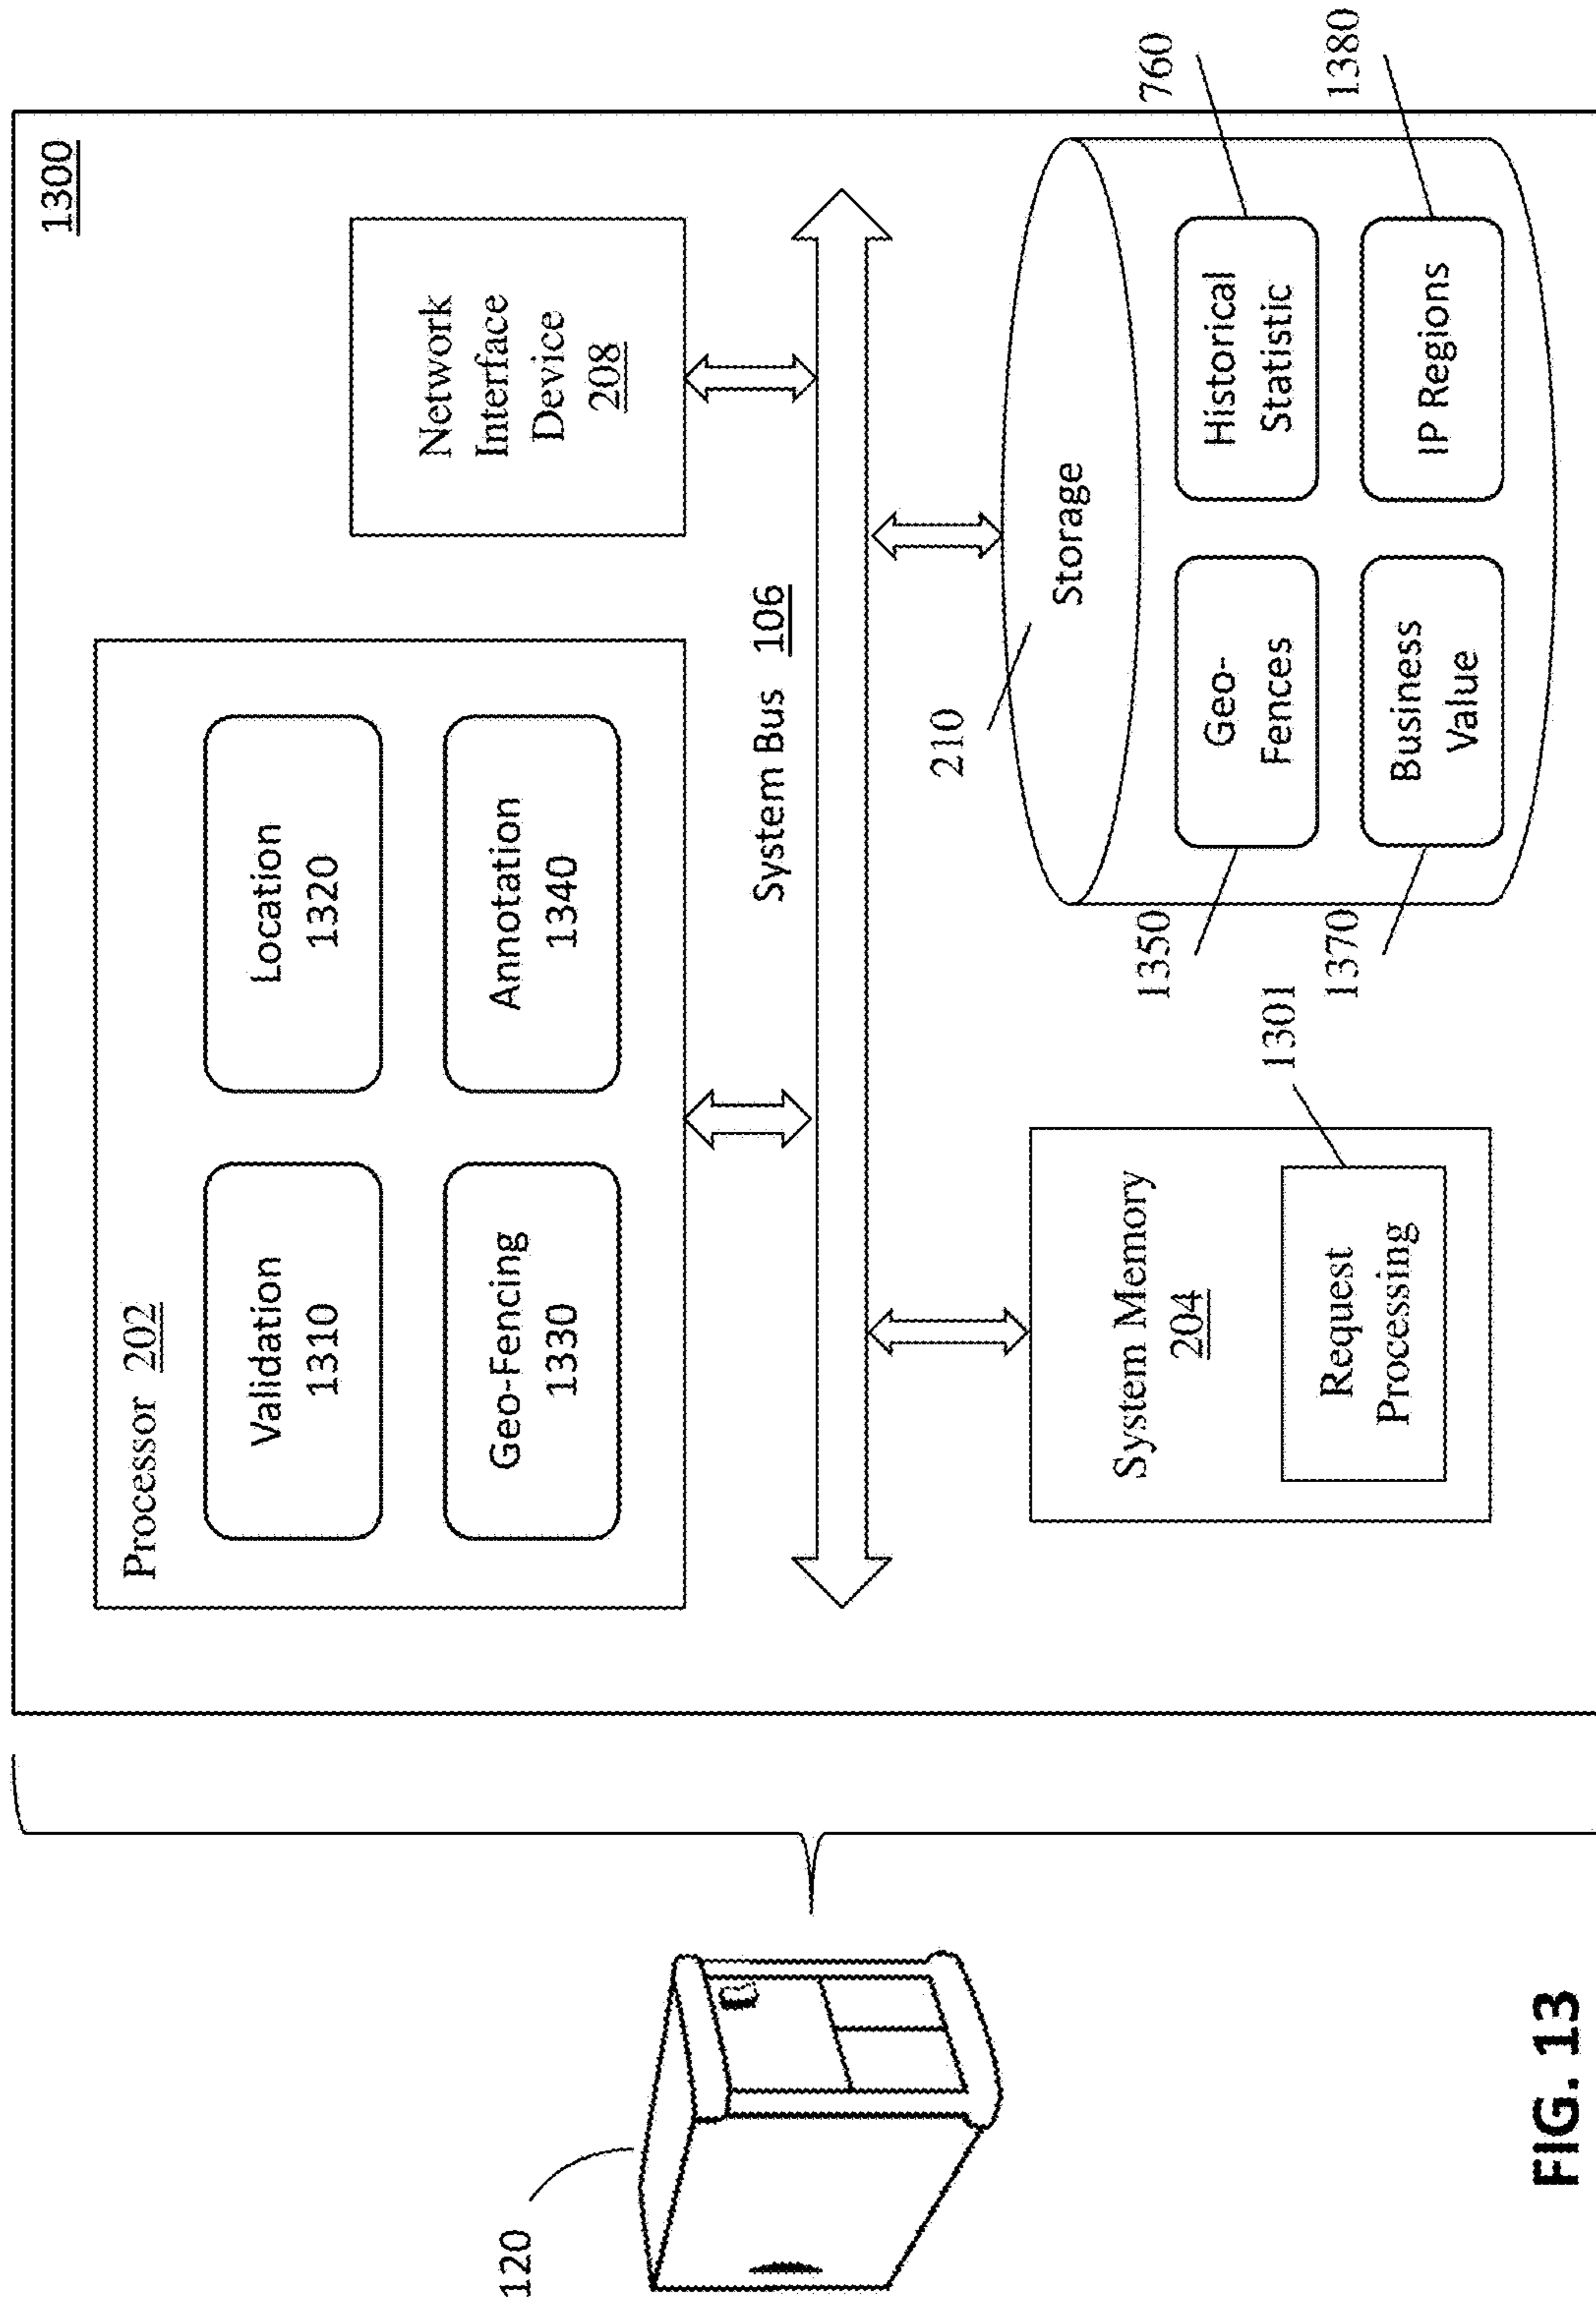 1300
Processor 202
Validation
1310
Location
1320
Geo-Fencing
1330
Annotation
1340
Network
Interface
Device
208
System Bus 106
System Memory
204
Request
Processing
1301
210
Storage
Geo-
Fences
1350
Historical
Statistic
760
Business
Value
1370
IP Regions
1380
120
FIG. 13